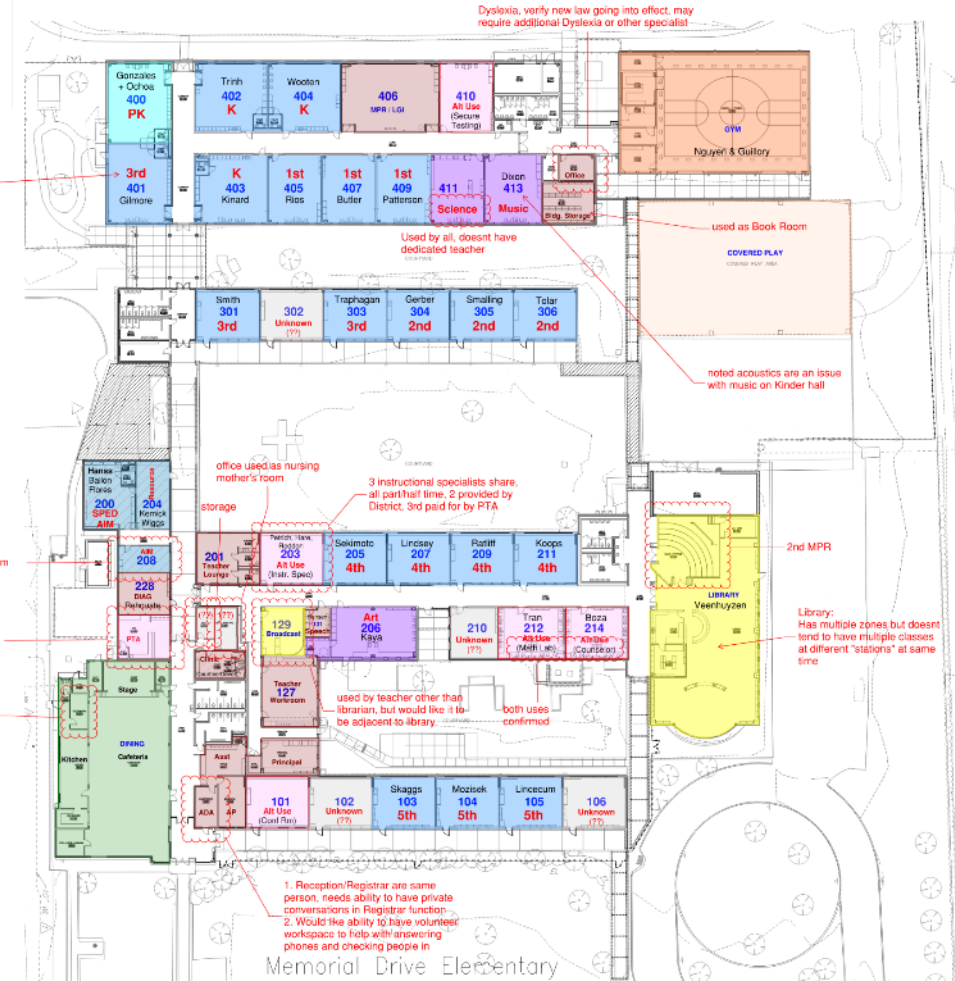 Dyslexia, verify new law going into effect, may
require additional Dyslexia or other specialist
Gonzales
+ Ochoa
400
PK
Trinh
402
K
Wooten
404
K
406
MPR / LGI
410
Alt Use
(Secure
Testing)
GYM
Nguyen & Guillory
3rd
401
Gilmore
K
403
Kinard
1st
405
Rios
1st
407
Butler
1st
409
Patterson
411
Science
Dixon
413
Music
Office
Bldg. Storage
used as Book Room
Used by all, doesnt have
dedicated teacher
COURTYARD
COVERED PLAY
COVERED PLAY AREA
Smith
301
3rd
302
Unknown
(??)
Traphagan
303
3rd
Gerber
304
2nd
Smalling
305
2nd
Tolar
306
2nd
noted acoustics are an issue
with music on Kinder hall
COURTYARD
office used as nursing
mother's room
3 instructional specialists share,
all part/half time, 2 provided by
District, 3rd paid for by PTA
storage
Hansa
Ballon
Flores
200
SPED
AIM
Resource
204
Kerrick
Wiggs
201
Teacher
Lounge
203
Alt Use
(Instr. Spec)
Sekimoto
205
4th
Lindsey
207
4th
Ratliff
209
4th
Koops
211
4th
2nd MPR
m
AIM
208
228
DIAG
Rehquate
PTA
(??)
(??)
129
Broadcast
131
Speech
Art
206
Kaya
210
Unknown
(??)
Tran
212
Alt Use
(Math Lab)
Boza
214
Alt Use
(Counselor)
LIBRARY
Veenhuyzen
Library:
Has multiple zones but doesnt
tend to have multiple classes
at different "stations" at same
time
Clinic
Stage
Teacher
Workroom
127
used by teacher other than
librarian, but would like it to
be adjacent to library
both uses
confirmed
DINING
Cafeteria
Kitchen
Asst
Principal
ADA
AP
101
Alt Use
(Conf Rm)
102
Unknown
(??)
Skaggs
103
5th
Mozisek
104
5th
Lincecum
105
5th
106
Unknown
(??)
1. Reception/Registrar are same
person, needs ability to have private
conversations in Registrar function
2. Would like ability to have volunteer
workspace to help with answering
phones and checking people in
Memorial Drive Elementary